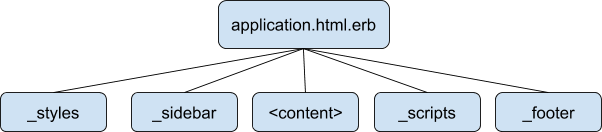 application.html.erb
_styles
_sidebar
<content>
_scripts
_footer